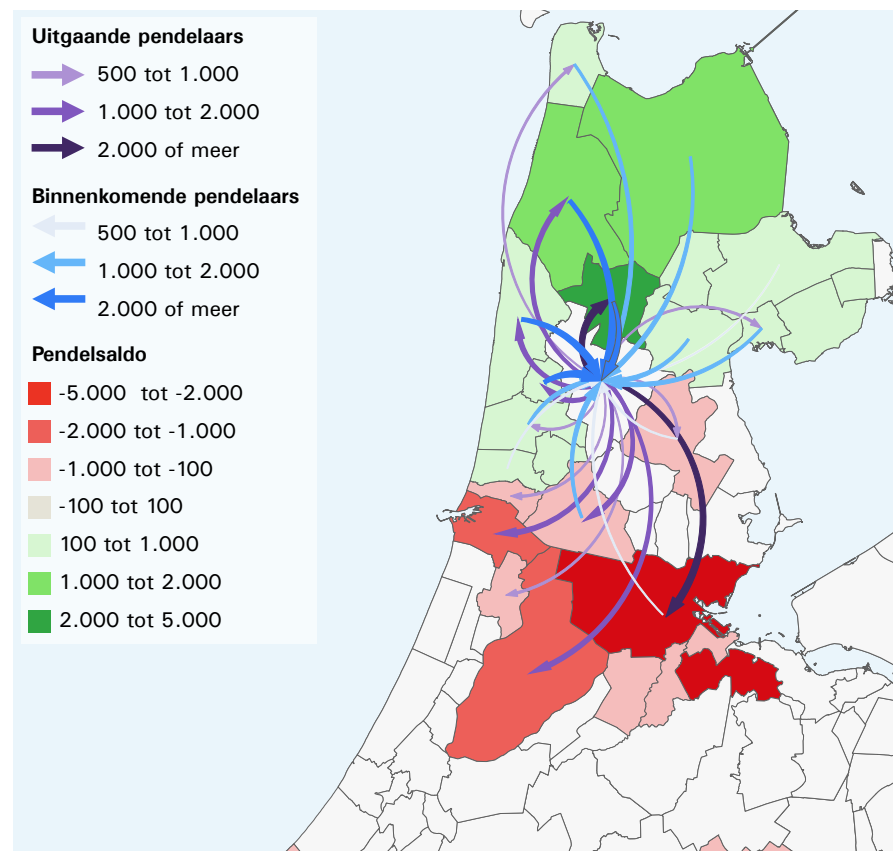 Uitgaande pendelaars
500 tot 1.000
1.000 tot 2.000
2.000 of meer
Binnenkomende pendelaars
500 tot 1.000
1.000 tot 2.000
2.000 of meer
Pendelsaldo
-5.000 tot -2.000
-2.000 tot -1.000
-1.000 tot -100
-100 tot 100
100 tot 1.000
1.000 tot 2.000
2.000 tot 5.000